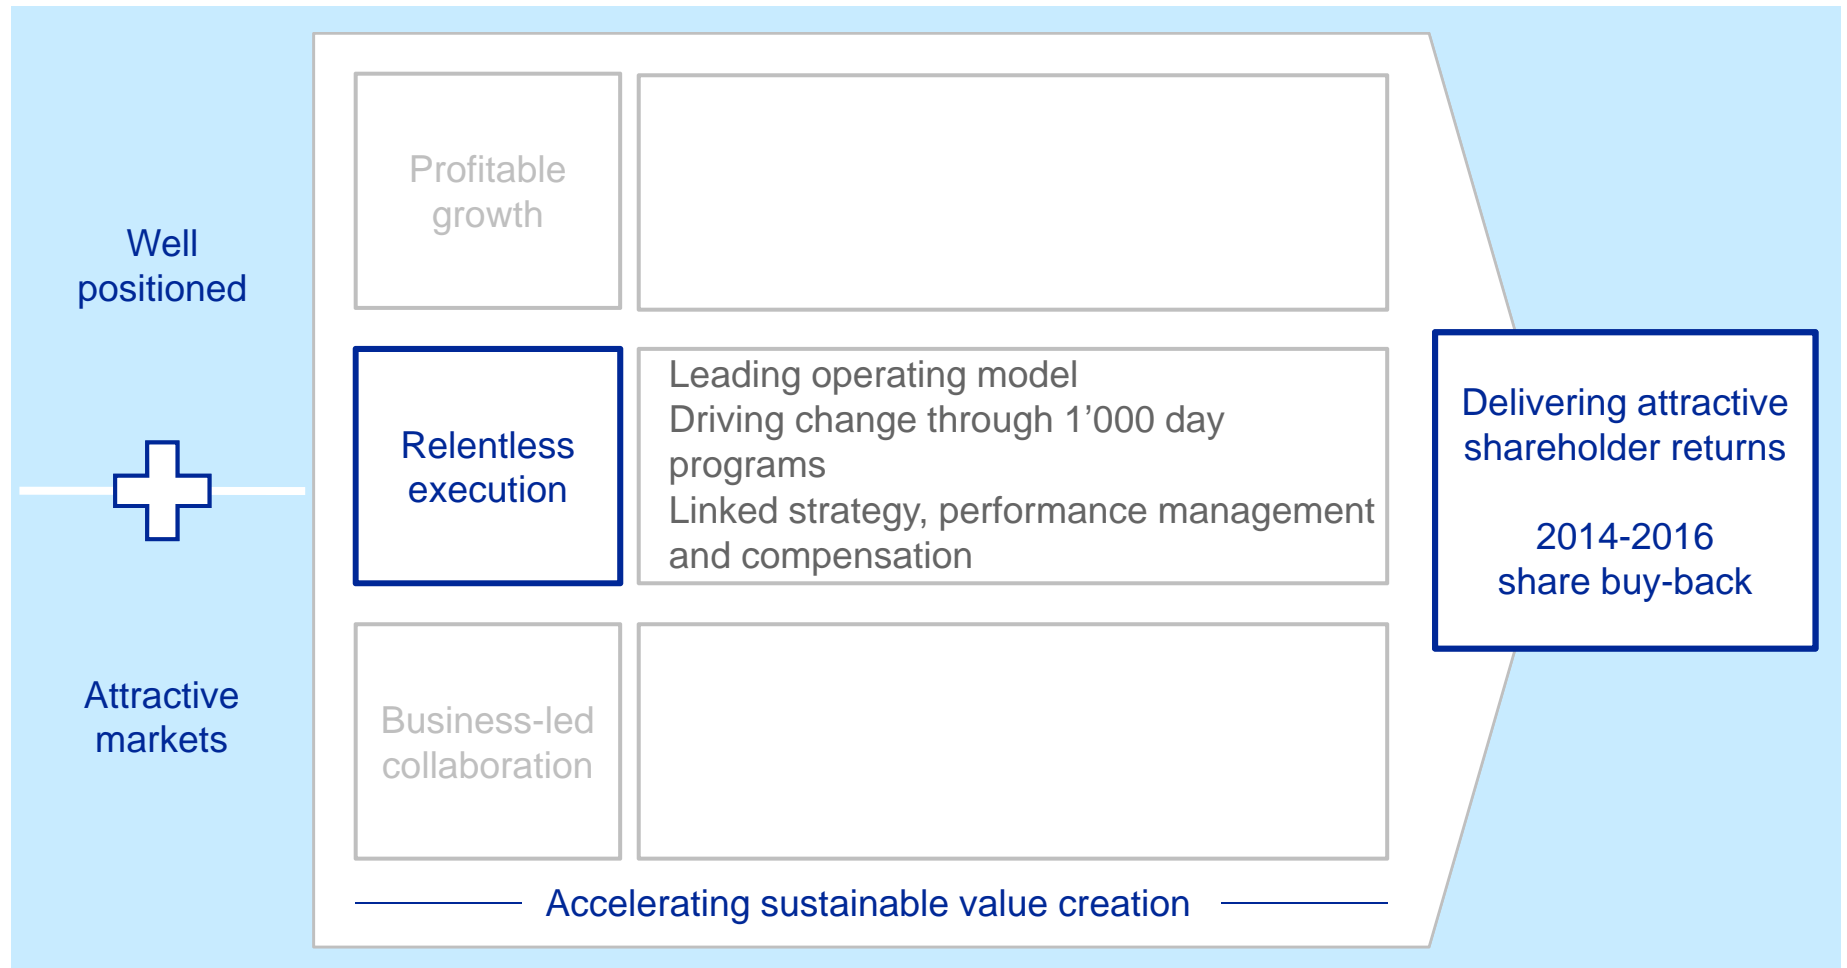 Well
positioned
Attractive
markets
Profitable
growth
Relentless
execution
Leading operating model
Driving change through 1’000 day
programs
Linked strategy, performance management
and compensation
Business-led
collaboration
Accelerating sustainable value creation
Delivering attractive
shareholder returns
2014-2016
share buy-back